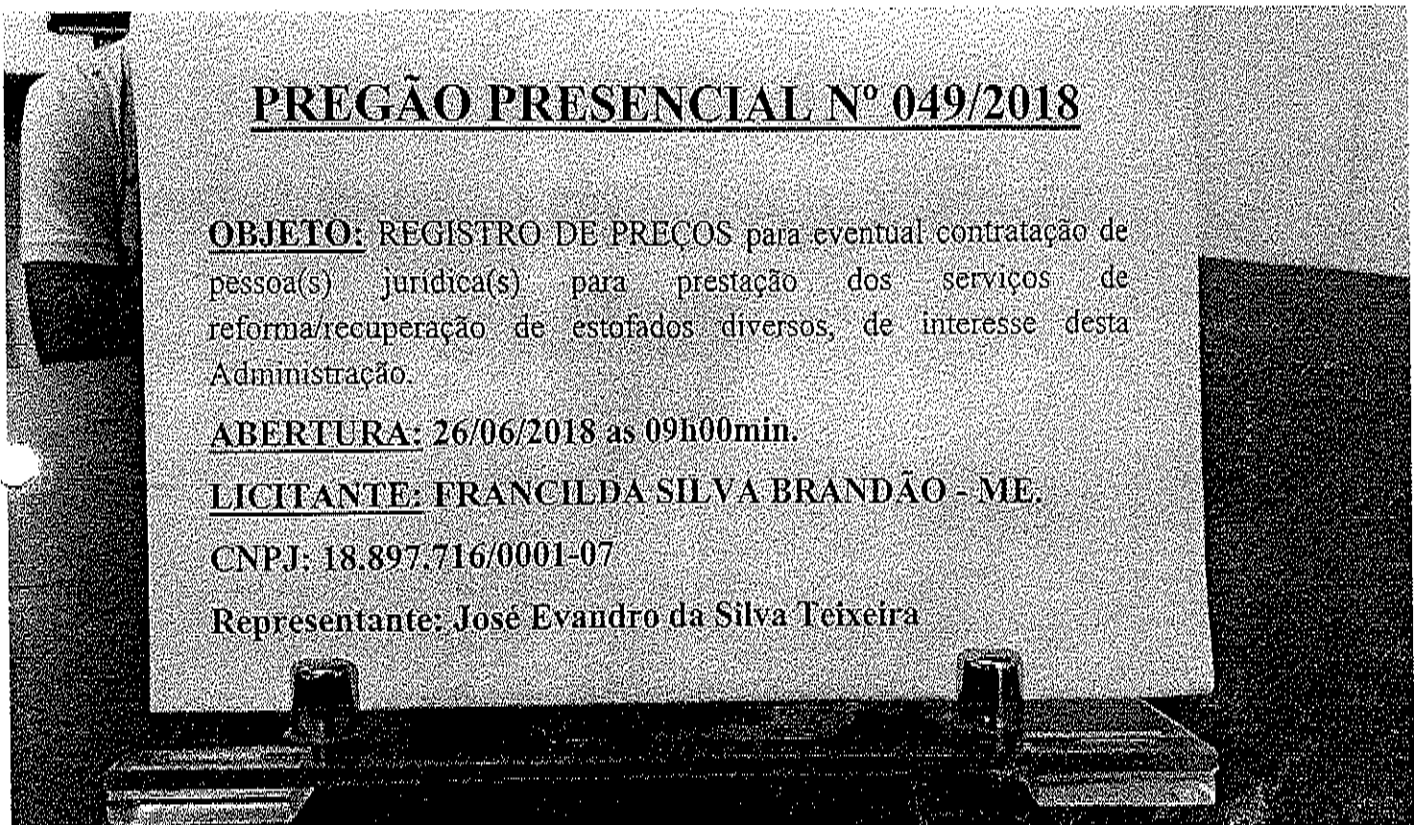 PREGÃO PRESENCIAL Nº 049/2018
OBJETO: REGISTRO DE PREÇOS para eventual contratação de
pessoa(s) jurídica(s) para prestação dos serviços de
reforma/recuperação de estofados diversos, de interesse desta
Administração.
ABERTURA: 26/06/2018 as 09h00min.
LICITANTE: FRANCILDA SILVA BRANDÃO - ME.
CNPJ: 18.897.716/0001-07
Representante: José Evandro da Silva Teixeira